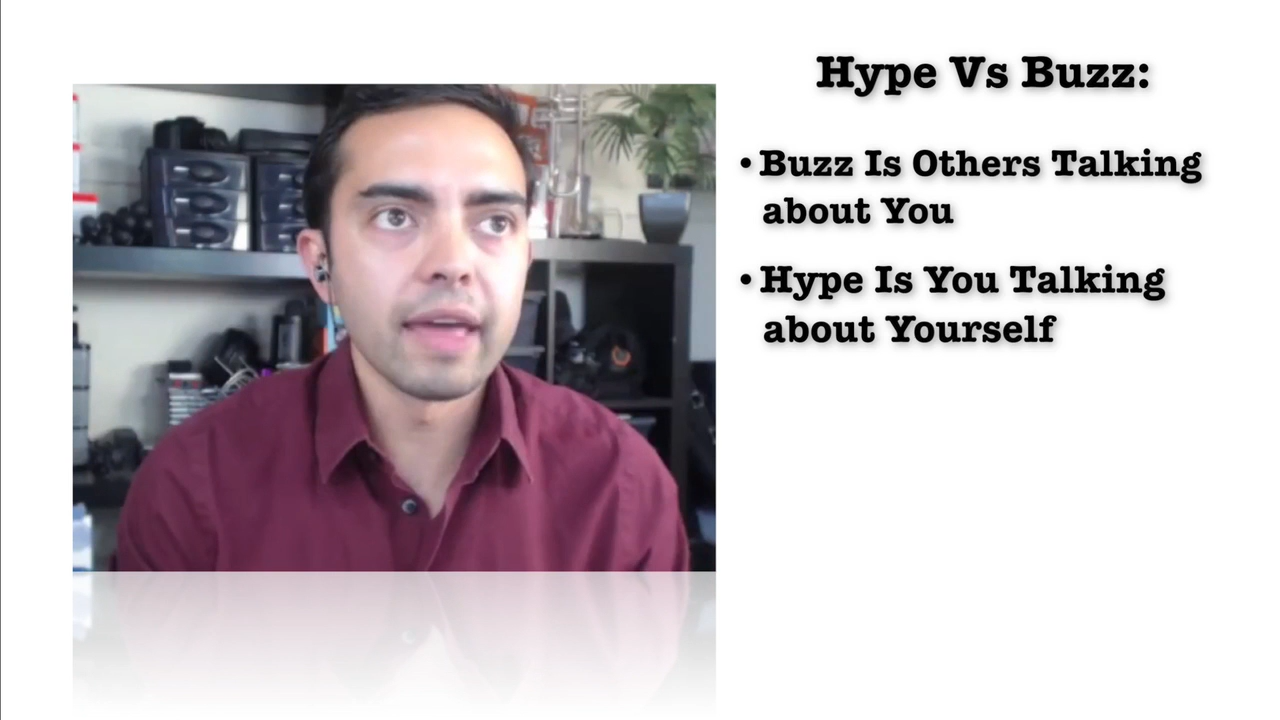 Hype Vs Buzz:
• Buzz Is Others Talking
about You
• Hype Is You Talking
about Yourself